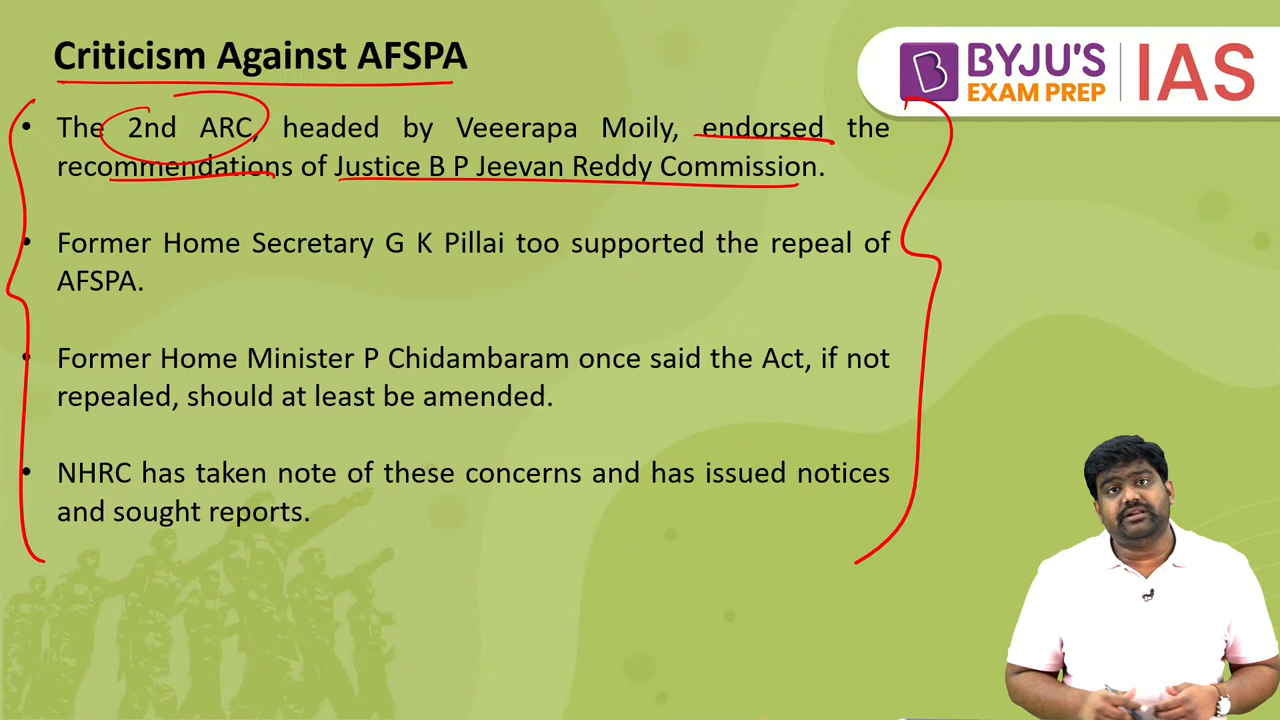 Criticism Against AFSPA
BYJU'S
EXAM PREP
IAS
• The 2nd ARC, headed by Veeerapa Moily, endorsed the
recommendations of Justice B P Jeevan Reddy Commission.
• Former Home Secretary G K Pillai too supported the repeal of
AFSPA.
• Former Home Minister P Chidambaram once said the Act, if not
repealed, should at least be amended.
• NHRC has taken note of these concerns and has issued notices
and sought reports.